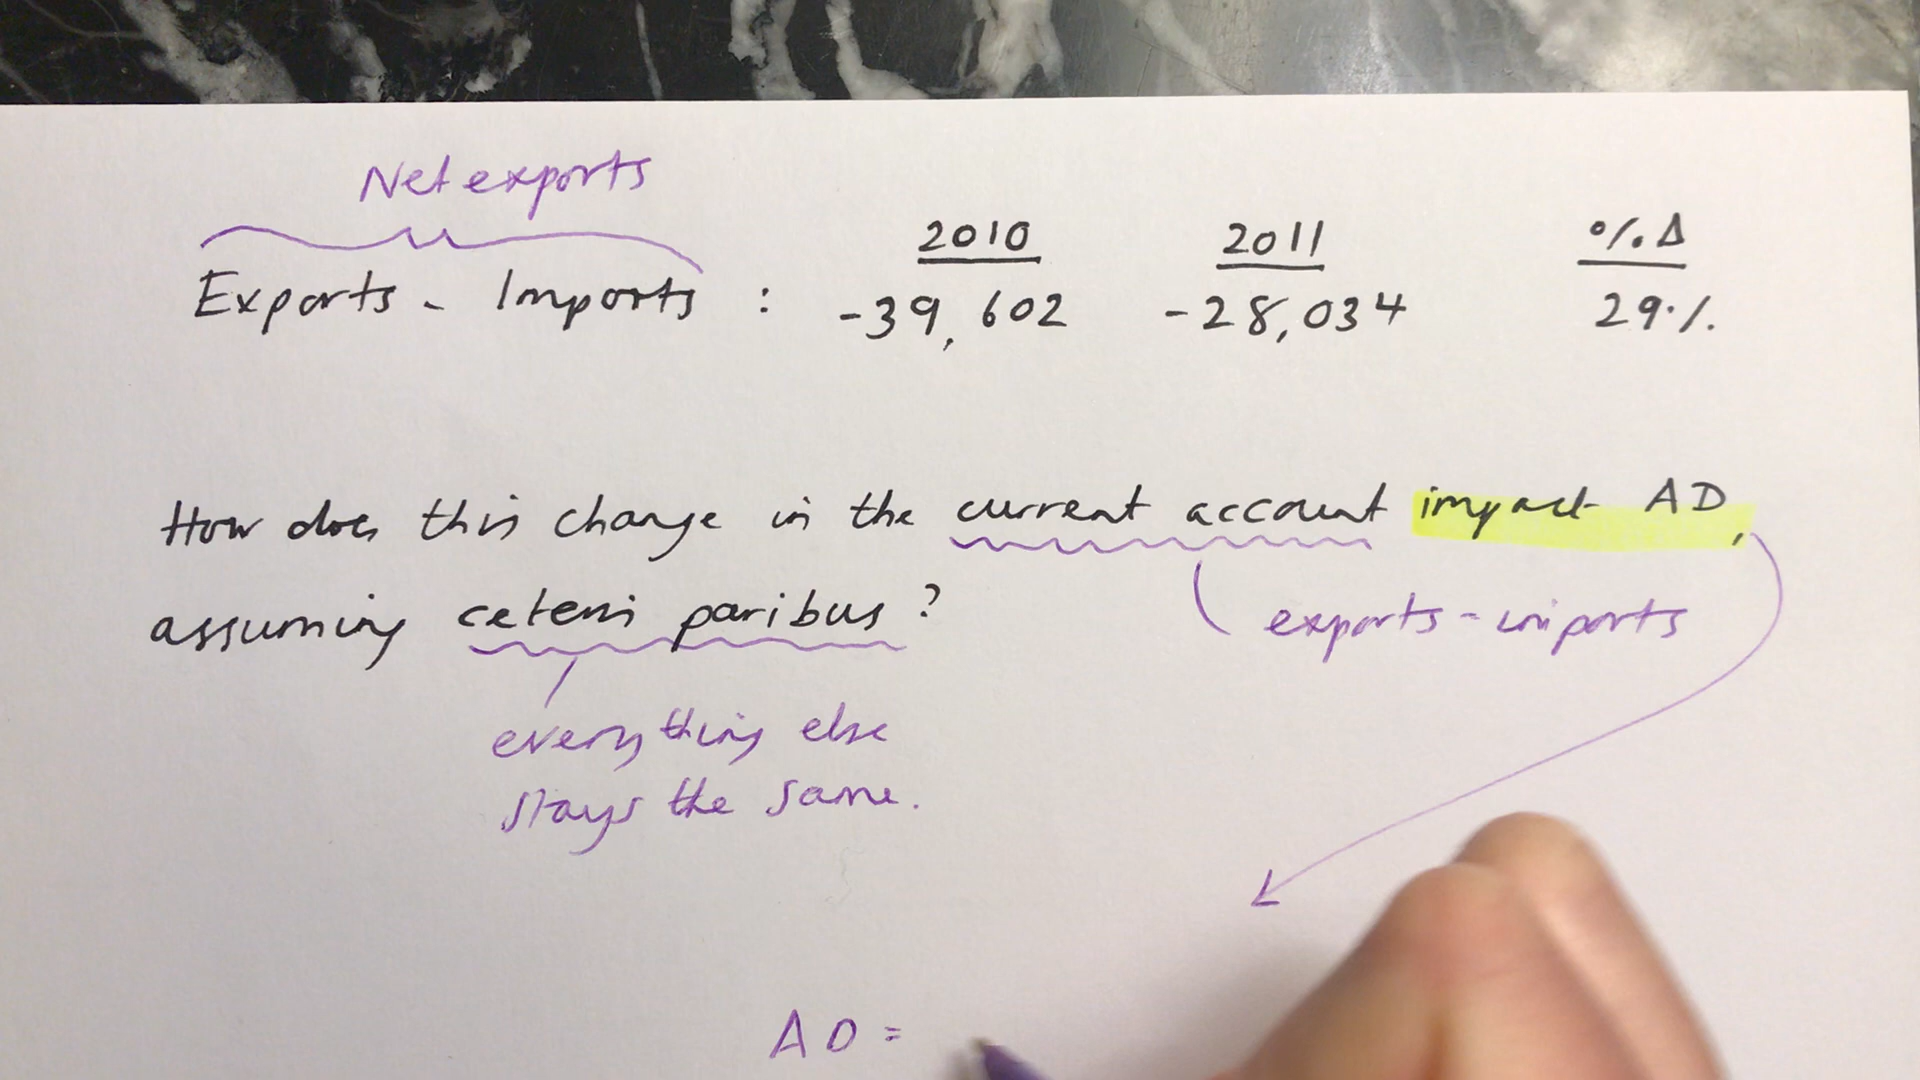 Net exports
2010 2011 %Δ
Exports - Imports : -39,602 -28,034 29%
How does this change in the current account impact AD,
assuming ceteris paribus?
exports - imports
everything else
stays the same.
AD =